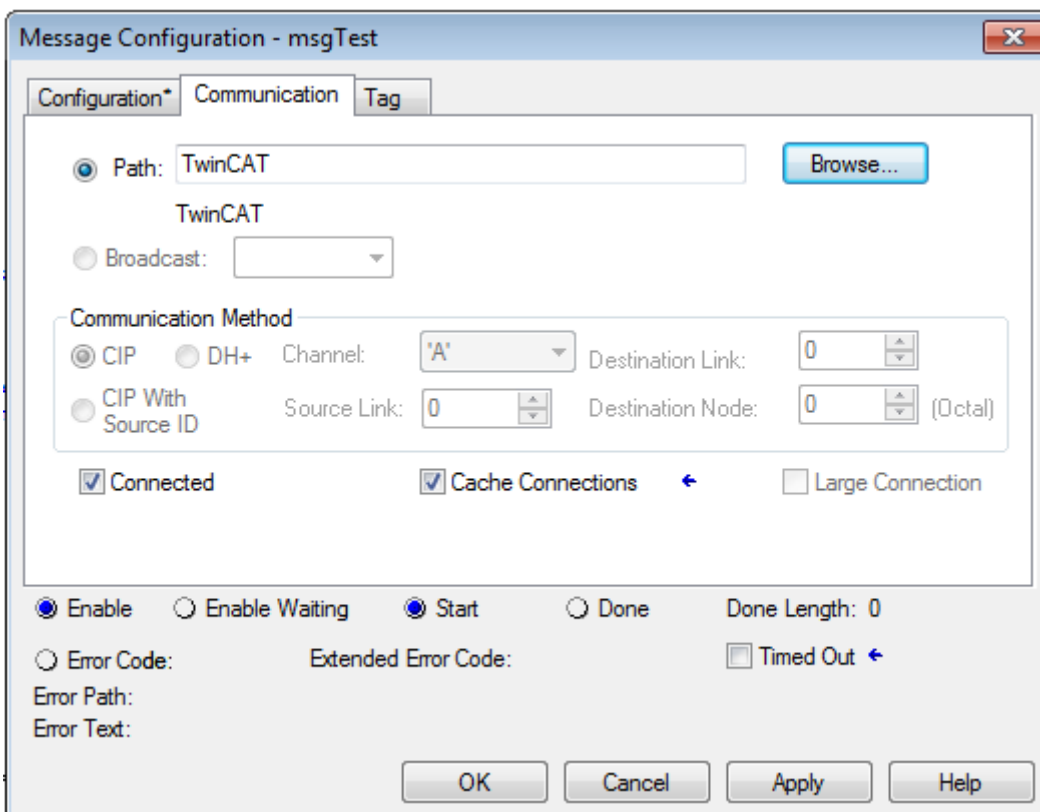 Message Configuration - msgTest
Configuration* Communication Tag
Path: TwinCAT Browse...
TwinCAT
Broadcast:
Communication Method
CIP DH+ Channel: 'A' Destination Link: 0
CIP With Source ID Source Link: 0 Destination Node: 0 (Octal)
Connected Cache Connections Large Connection
Enable Enable Waiting Start Done Done Length: 0
Error Code: Extended Error Code: Timed Out
Error Path:
Error Text:
OK Cancel Apply Help